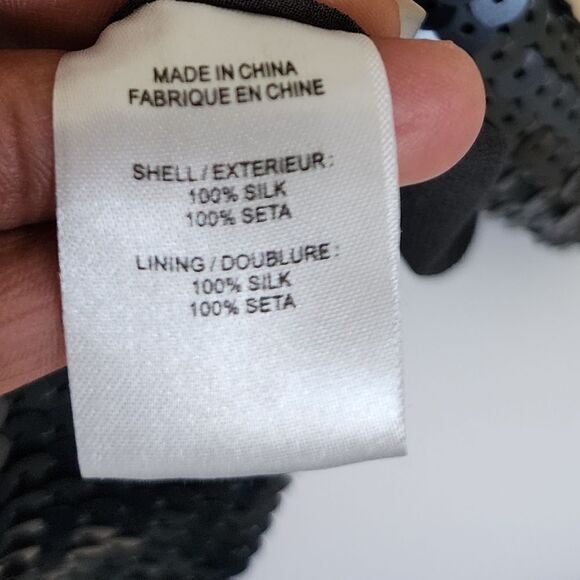 MADE IN CHINA
FABRIQUE EN CHINE
SHELL / EXTERIEUR :
100% SILK
100% SETA
LINING / DOUBLURE :
100% SILK
100% SETA